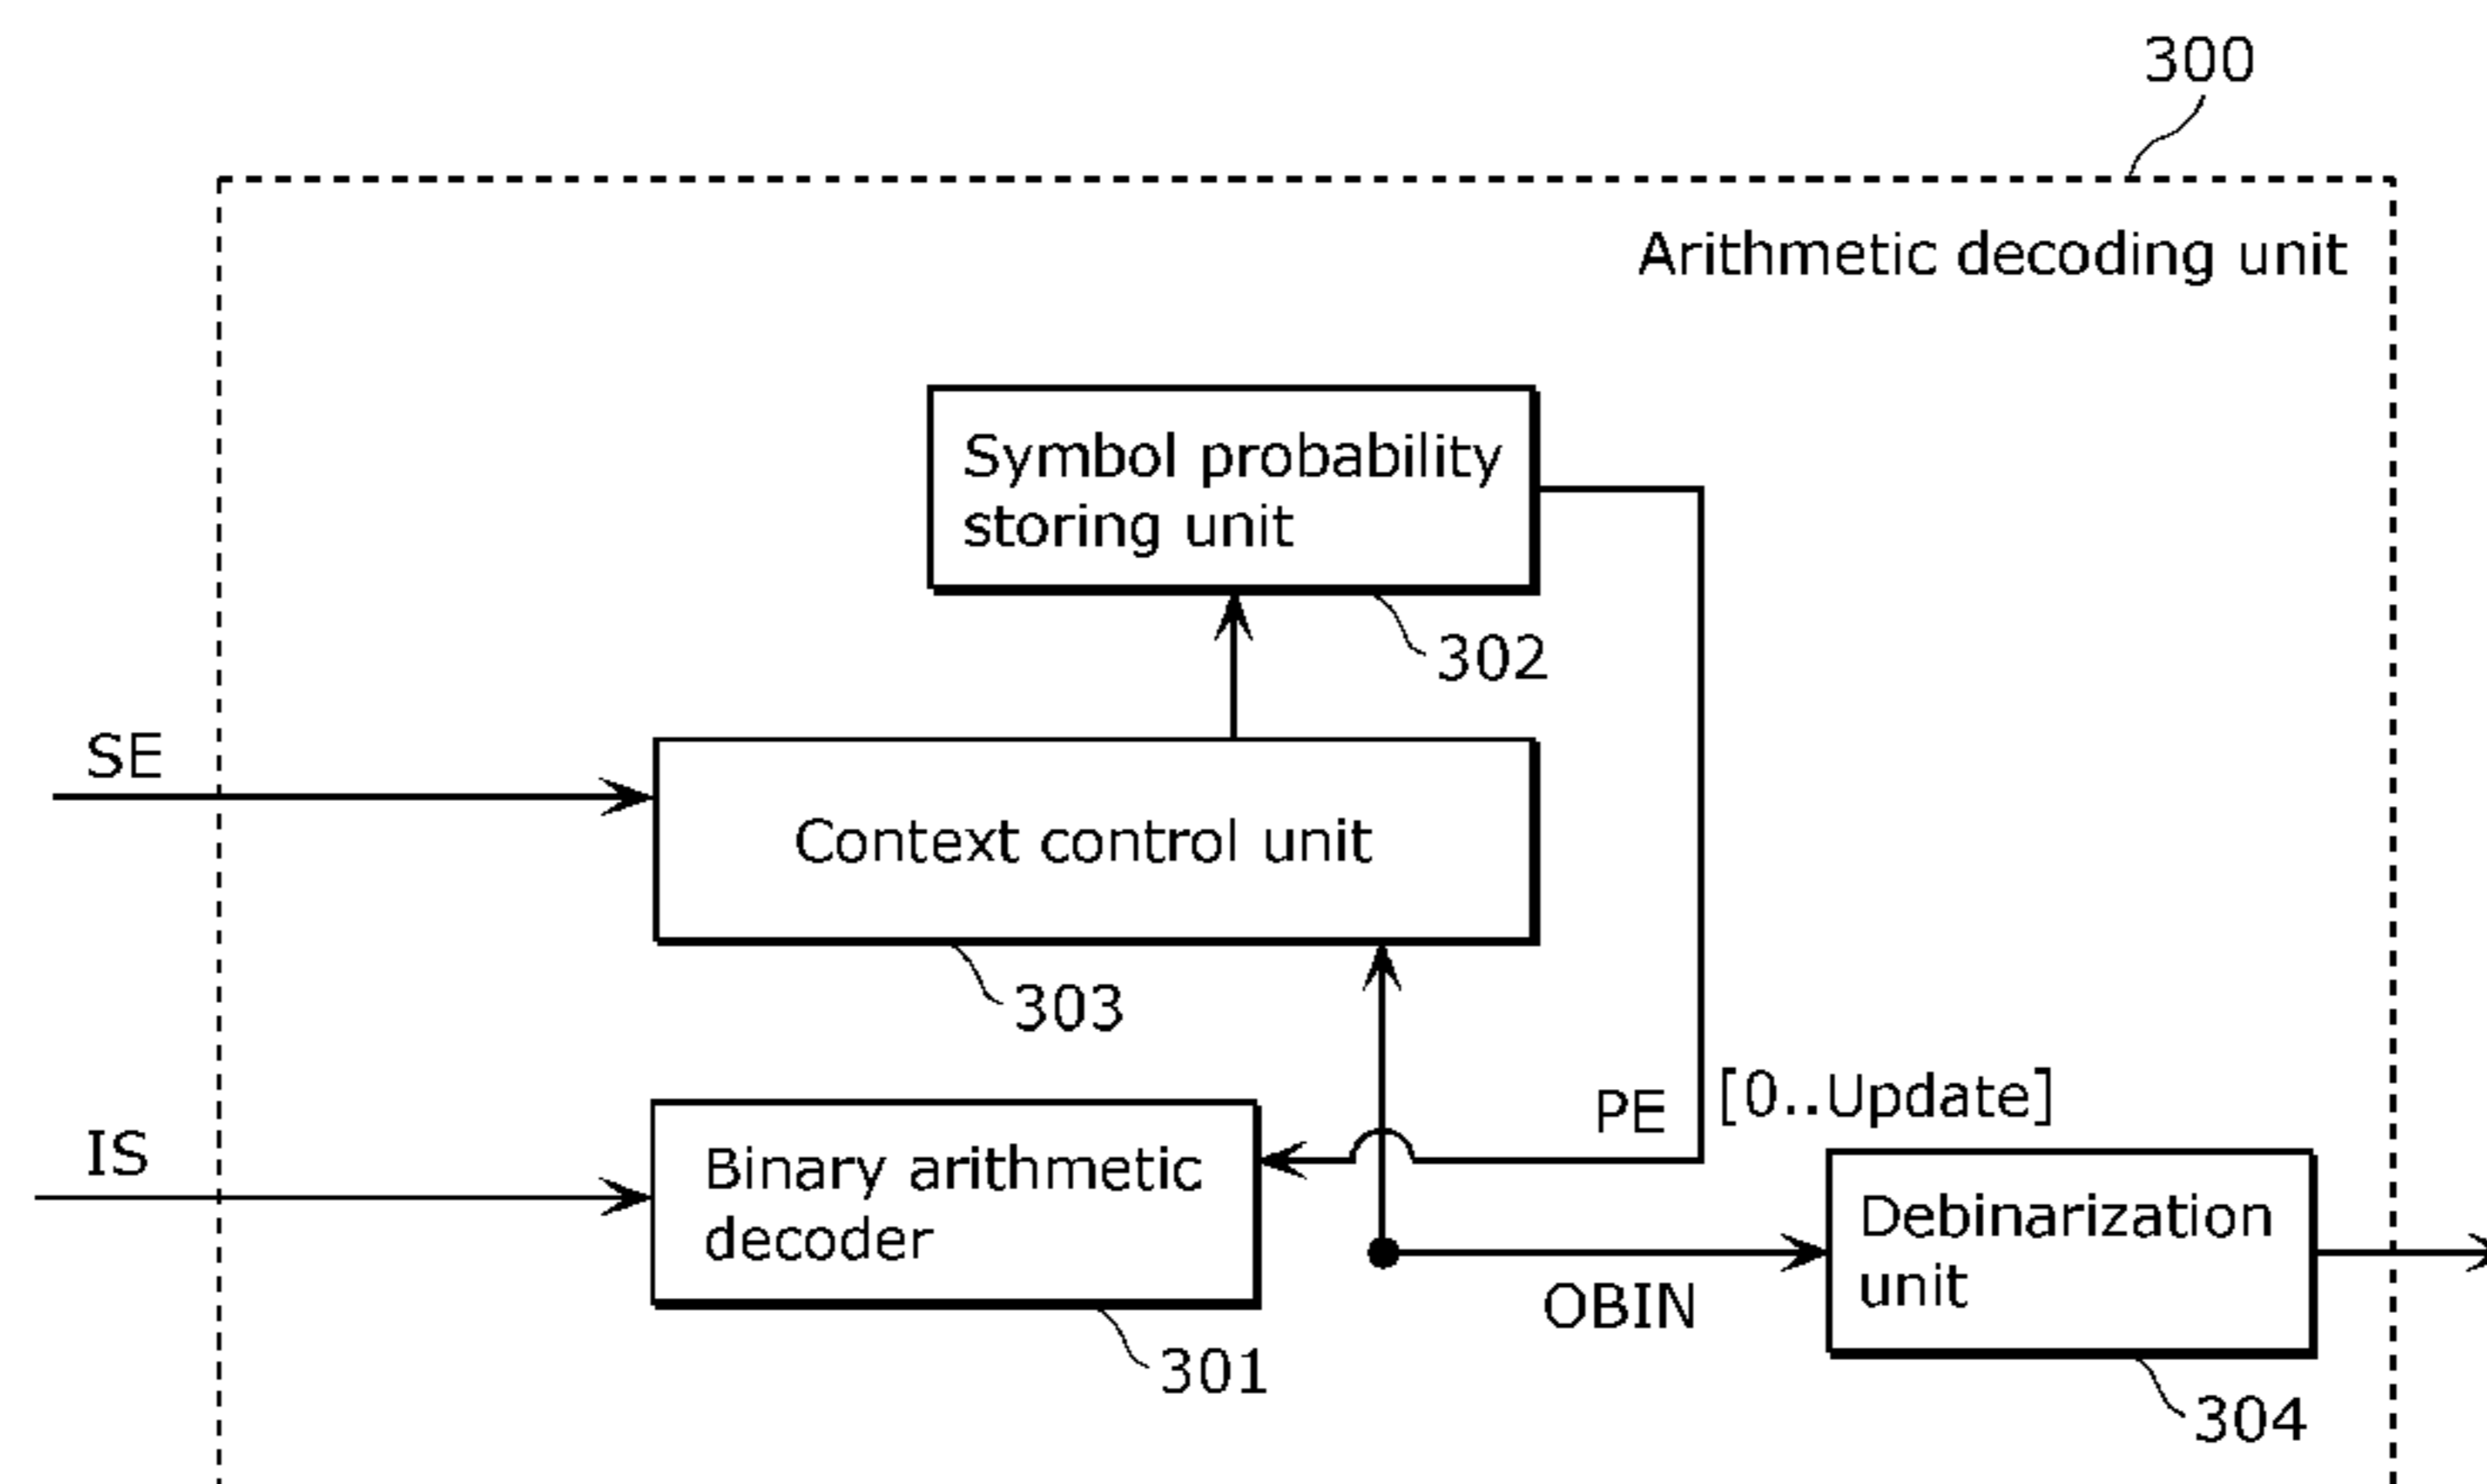 300
Arithmetic decoding unit
Symbol probability
storing unit
302
SE
Context control unit
303
PE
[0..Update]
IS
Binary arithmetic
decoder
Debinarization
unit
OBIN
301
304